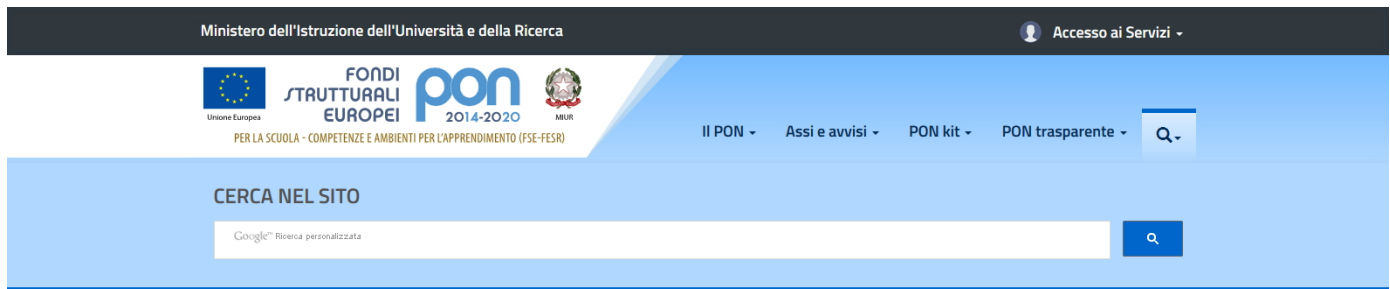 Ministero dell'Istruzione dell'Università e della Ricerca
Accesso ai Servizi
Unione Europea
FONDI
STRUTTURALI
EUROPEI
pon
2014-2020
MIUR
PER LA SCUOLA - COMPETENZE E AMBIENTI PER L'APPRENDIMENTO (FSE-FESR)
Il PON
Assi e avvisi
PON kit
PON trasparente
CERCA NEL SITO
Google™ Ricerca personalizzata